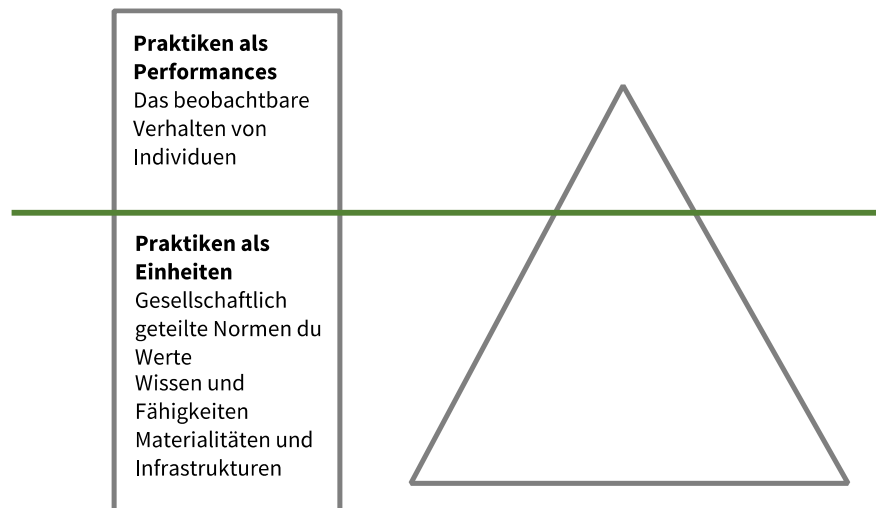 Praktiken als
Performances
Das beobachtbare
Verhalten von
Individuen
Praktiken als
Einheiten
Gesellschaftlich
geteilte Normen du
Werte
Wissen und
Fähigkeiten
Materialitäten und
Infrastrukturen